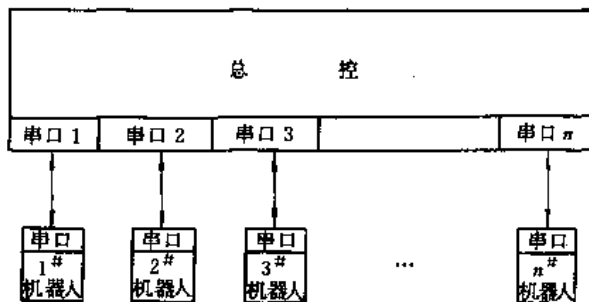 总 控
串口 1 串口 2 串口 3 串口 n
串口 串口 串口 串口
1# 2# 3# … n#
机器人 机器人 机器人 机器人